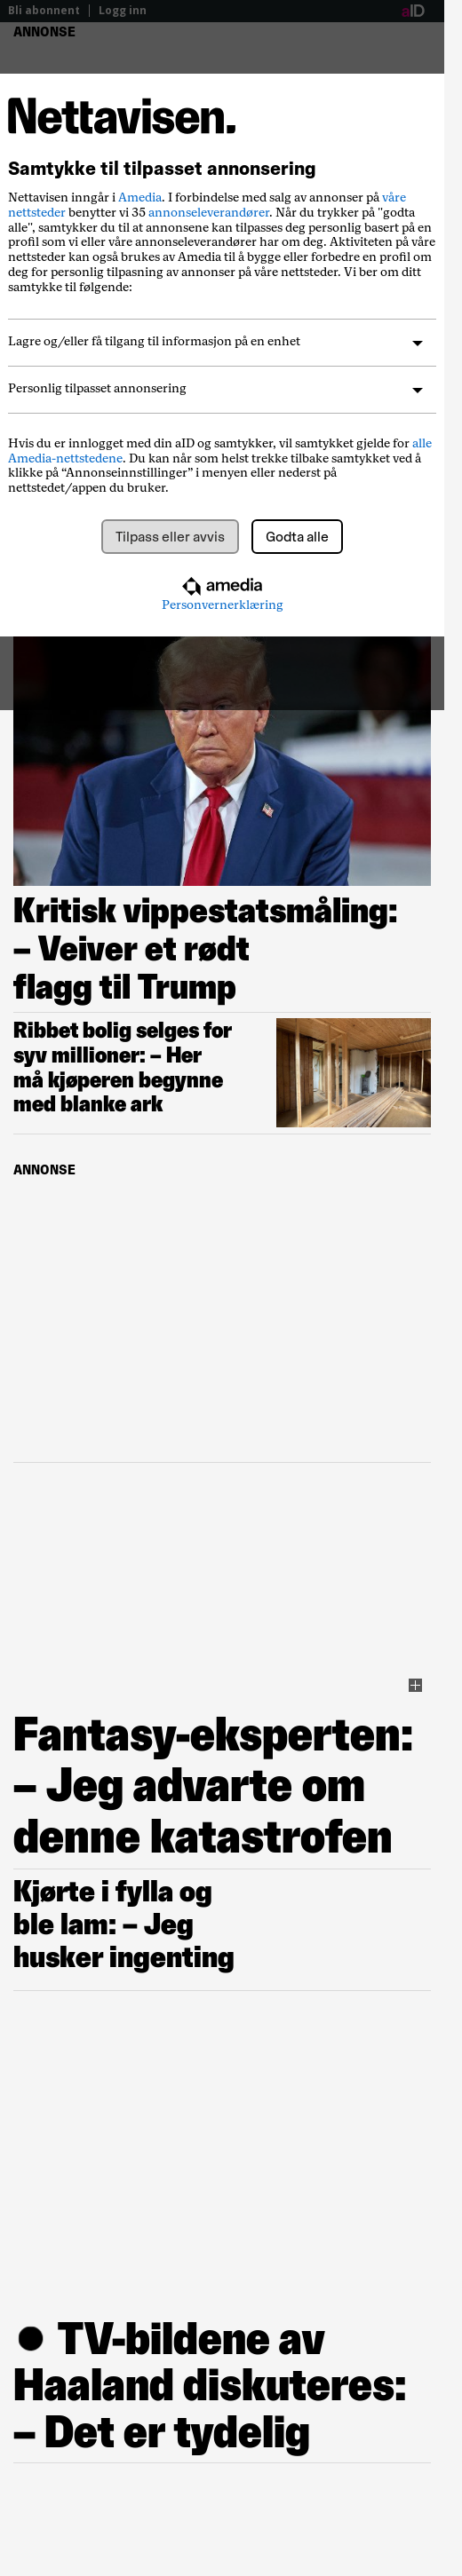 Bli abonnent | Logg inn
aID
ANNONSE
Nettavisen.
Samtykke til tilpasset annonsering
Nettavisen inngår i Amedia. I forbindelse med salg av annonser på våre
nettsteder benytter vi 35 annonseleverandører. Når du trykker på "godta
alle", samtykker du til at annonsene kan tilpasses deg personlig basert på en
profil som vi eller våre annonseleverandører har om deg. Aktiviteten på våre
nettsteder kan også brukes av Amedia til å bygge eller forbedre en profil om
deg for personlig tilpasning av annonser på våre nettsteder. Vi ber om ditt
samtykke til følgende:
Lagre og/eller få tilgang til informasjon på en enhet
Personlig tilpasset annonsering
Hvis du er innlogget med din aID og samtykker, vil samtykket gjelde for alle
Amedia-nettstedene. Du kan når som helst trekke tilbake samtykket ved å
klikke på “Annonseinnstillinger” i menyen eller nederst på
nettstedet/appen du bruker.
Tilpass eller avvis
Godta alle
amedia
Personvernerklæring
Kritisk vippestatsmåling:
– Veiver et rødt
flagg til Trump
Ribbet bolig selges for
syv millioner: – Her
må kjøperen begynne
med blanke ark
ANNONSE
Fantasy-eksperten:
– Jeg advarte om
denne katastrofen
Kjørte i fylla og
ble lam: – Jeg
husker ingenting
TV-bildene av
Haaland diskuteres:
– Det er tydelig